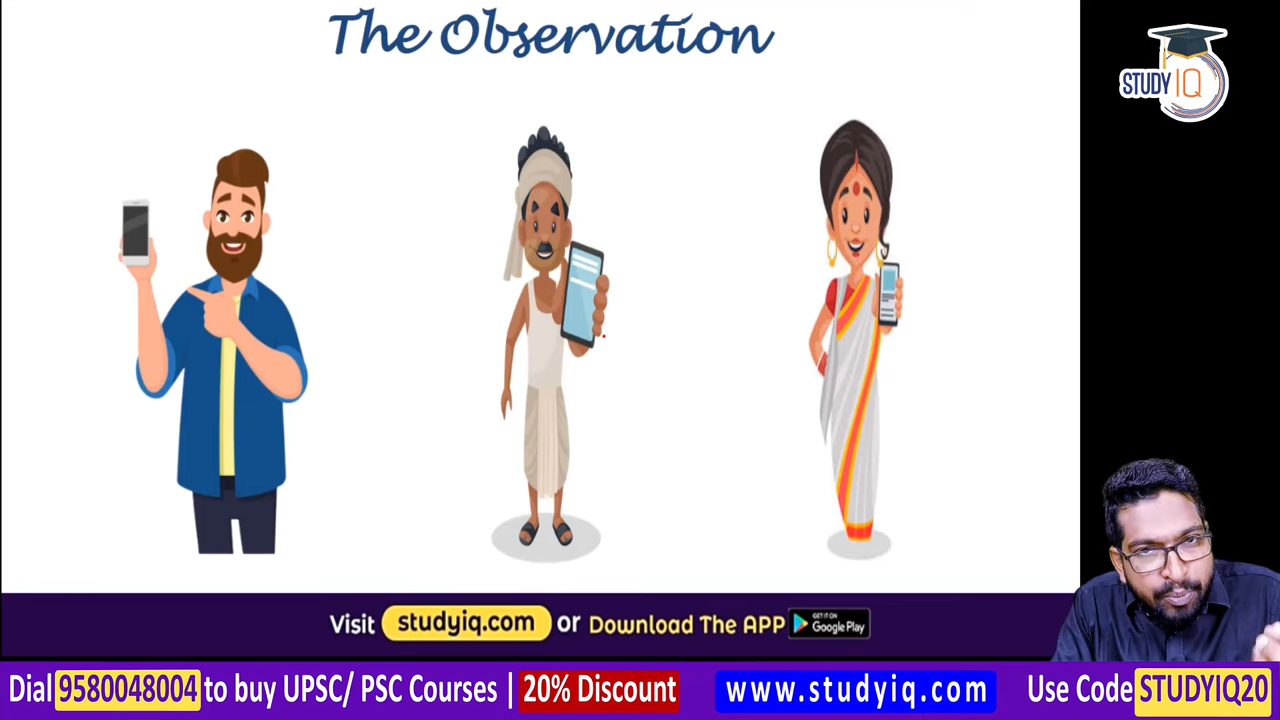 The Observation
STUDY IQ
Visit studyiq.com or Download The APP GET IT ON Google Play
Dial 9580048004 to buy UPSC/ PSC Courses | 20% Discount www.studyiq.com Use Code STUDYIQ20